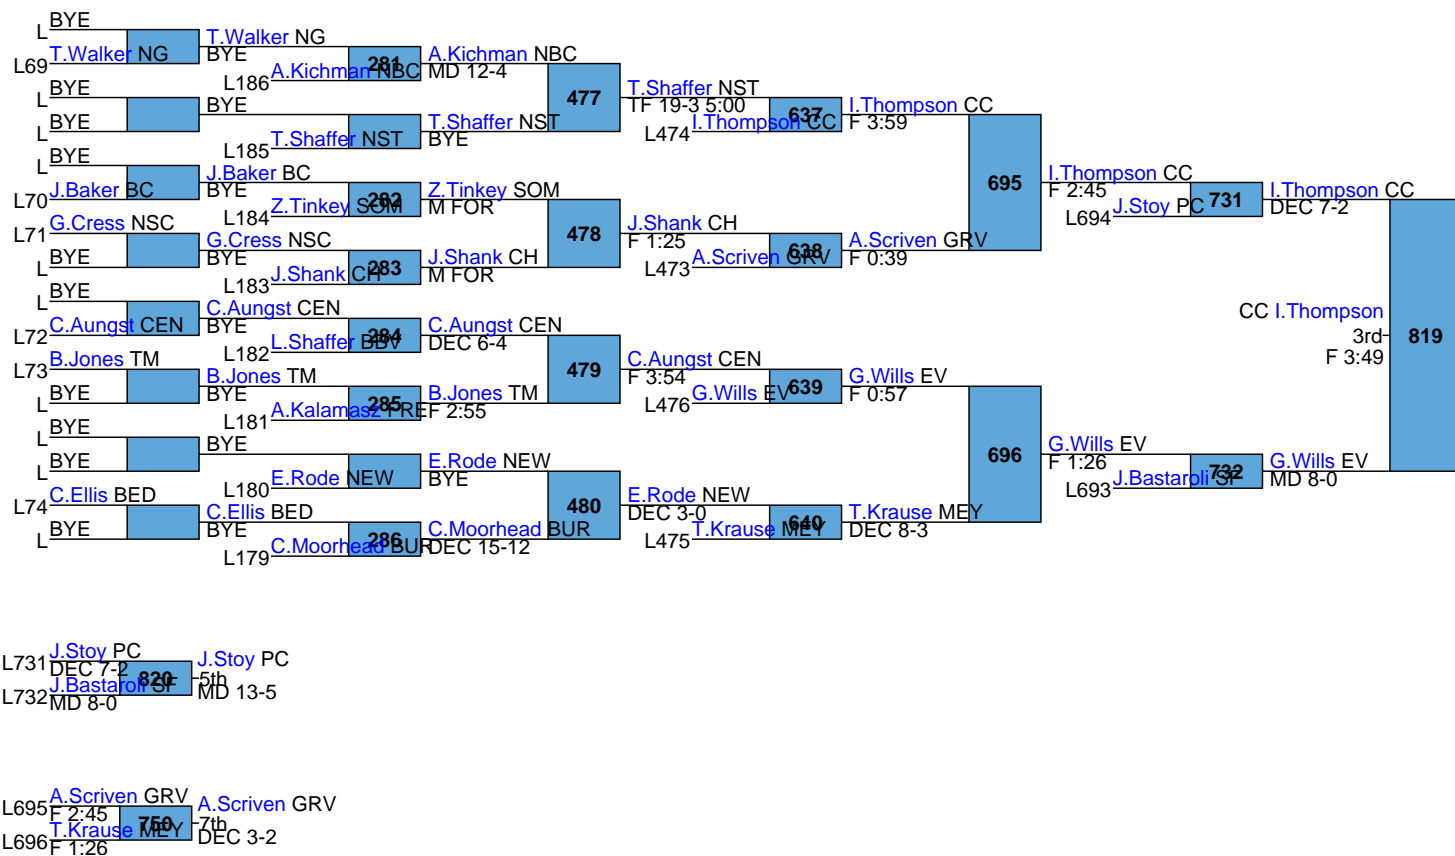 BYE
L
T.Walker NG
L69
T.Walker NG
BYE
281
A.Kichman NBC
L186
A.Kichman NBC
MD 12-4
BYE
L
BYE
L
BYE
T.Shaffer NST
L185
T.Shaffer NST
BYE
477
T.Shaffer NST
TF 19-3 5:00
637
I.Thompson CC
L474
I.Thompson CC
F 3:59
BYE
L
J.Baker BC
L70
J.Baker BC
BYE
282
Z.Tinkey SOM
L184
Z.Tinkey SOM
M FOR
G.Cress NSC
L71
BYE
L
G.Cress NSC
BYE
283
J.Shank CH
L183
J.Shank CH
M FOR
478
J.Shank CH
F 1:25
638
A.Scriven GRV
L473
A.Scriven GRV
F 0:39
695
I.Thompson CC
F 2:45
731
J.Stoy PC
L694
I.Thompson CC
DEC 7-2
BYE
L
C.Aungst CEN
L72
C.Aungst CEN
BYE
284
L.Shaffer BBV
L182
C.Aungst CEN
DEC 6-4
B.Jones TM
L73
BYE
L
B.Jones TM
BYE
285
A.Kalamasz FRE
L181
B.Jones TM
F 2:55
479
C.Aungst CEN
F 3:54
639
G.Wills EV
L476
G.Wills EV
F 0:57
BYE
L
BYE
L
BYE
E.Rode NEW
L180
E.Rode NEW
BYE
C.Ellis BED
L74
BYE
L
C.Ellis BED
BYE
286
C.Moorhead BUR
L179
C.Moorhead BUR
DEC 15-12
480
E.Rode NEW
DEC 3-0
640
T.Krause MEY
L475
T.Krause MEY
DEC 8-3
696
G.Wills EV
F 1:26
732
J.Bastaroli SF
L693
G.Wills EV
MD 8-0
819
CC I.Thompson
3rd
F 3:49
J.Stoy PC
L731
DEC 7-2
820
J.Bastaroli SF
L732
MD 8-0
J.Stoy PC
5th
MD 13-5
A.Scriven GRV
L695
F 2:45
750
T.Krause MEY
L696
F 1:26
A.Scriven GRV
7th
DEC 3-2